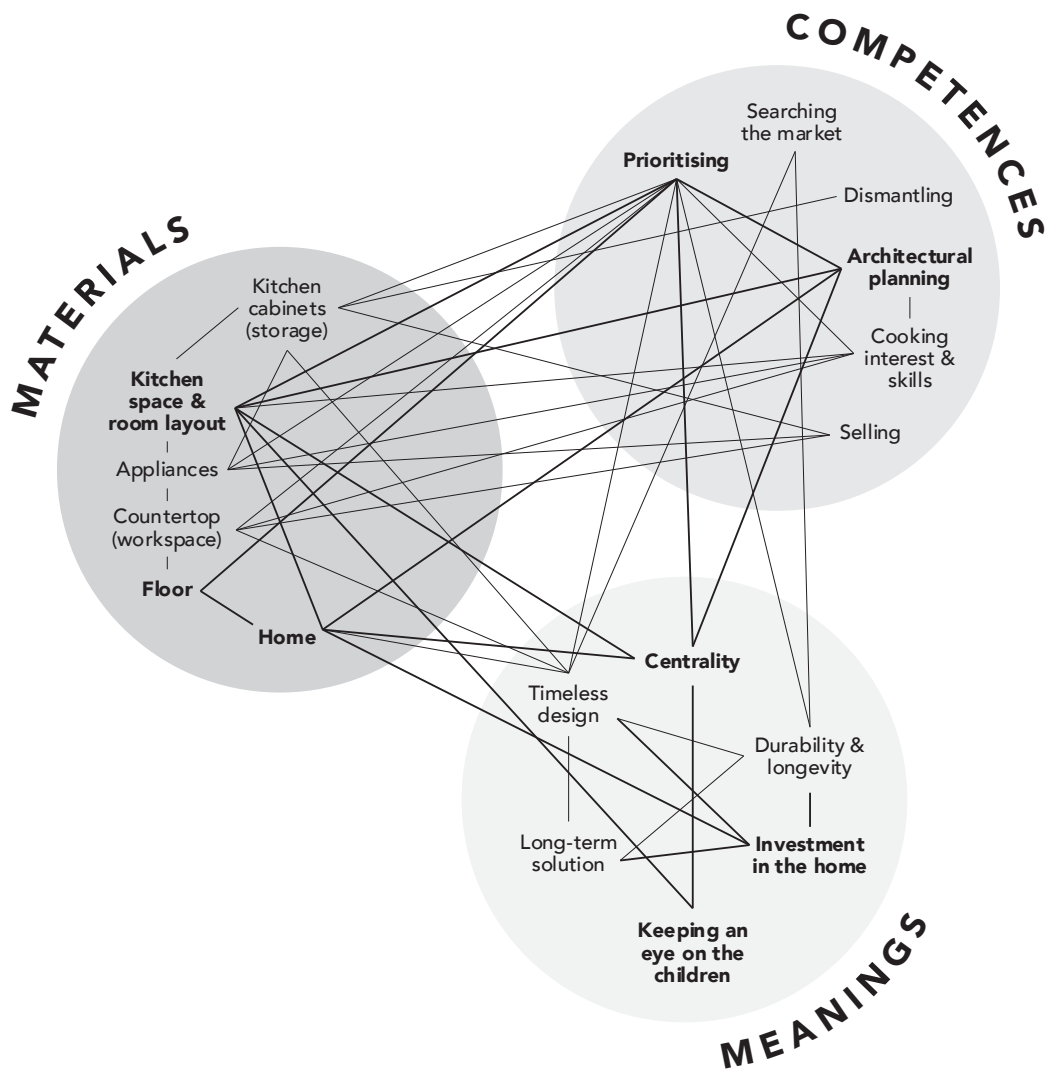 COMPETENCES
Searching
the market
Prioritising
Dismantling
Architectural
planning
Cooking
interest &
skills
Selling
MATERIALS
Kitchen
cabinets
(storage)
Kitchen
space &
room layout
Appliances
Countertop
(workspace)
Floor
Home
Centrality
Timeless
design
Durability &
longevity
Long-term
solution
Investment
in the home
Keeping an
eye on the
children
MEANINGS